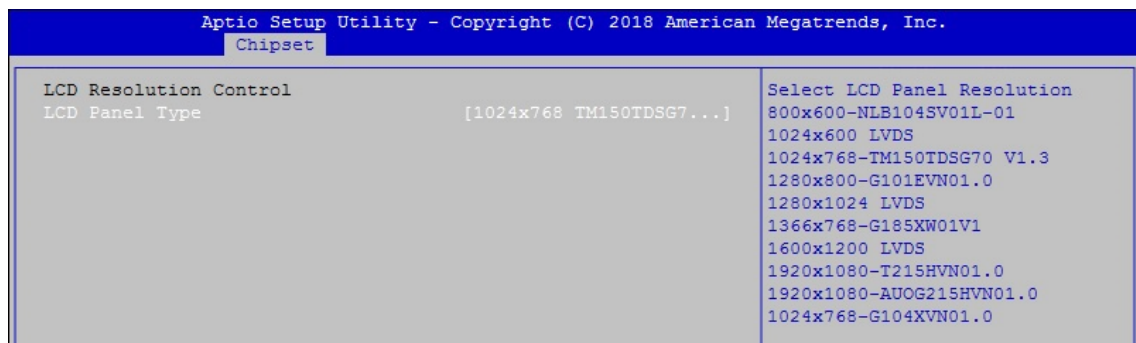 Aptio Setup Utility - Copyright (C) 2018 American Megatrends, Inc.
Chipset
LCD Resolution Control
LCD Panel Type [1024x768 TM150TDSG7...]
Select LCD Panel Resolution
800x600-NLB104SV01L-01
1024x600 LVDS
1024x768-TM150TDSG70 V1.3
1280x800-G101EVN01.0
1280x1024 LVDS
1366x768-G185XW01V1
1600x1200 LVDS
1920x1080-T215HVN01.0
1920x1080-AUOG215HVN01.0
1024x768-G104XVN01.0